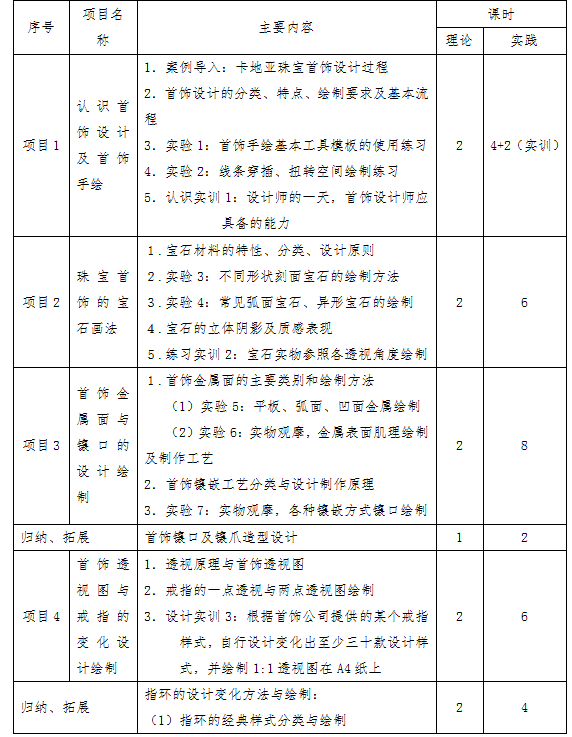 序号
项目名称
主要内容
课时
理论
实践
项目1
认识首
饰设计
及首饰
手绘
1. 案例导入：卡地亚珠宝首饰设计过程
2. 首饰设计的分类、特点、绘制要求及基本流
程
3. 实验 1：首饰手绘基本工具模板的使用练习
4. 实验 2：线条穿插、扭转空间绘制练习
5. 认识实训 1：设计师的一天，首饰设计师应
具备的能力
2
4+2（实训）
项目2
珠宝首
饰的宝
石画法
1.宝石材料的特性、分类、设计原则
2.实验 3：不同形状刻面宝石的绘制方法
3.实验 4：常见弧面宝石、异形宝石的绘制
4.宝石的立体阴影及质感表现
5.练习实训 2：宝石实物参照各透视角度绘制
2
6
项目3
首饰金
属面与
镶口的
设计绘
制
1.首饰金属面的主要类别和绘制方法
（1）实验 5：平板、弧面、凹面金属绘制
（2）实验 6：实物观摩，金属表面肌理绘制
及制作工艺
2. 首饰镶嵌工艺分类与设计制作原理
3. 实验 7：实物观摩，各种镶嵌方式镶口绘制
2
8
归纳、拓展
首饰镶口及镶爪造型设计
1
2
项目4
首饰透
视图与
戒指的
变化设
计绘制
1. 透视原理与首饰透视图
2. 戒指的一点透视与两点透视图绘制
3. 设计实训 3：根据首饰公司提供的某个戒指
样式，自行设计变化出至少三十款设计样
式，并绘制 1:1 透视图在 A4 纸上
2
6
归纳、拓展
指环的设计变化方法与绘制：
（1）指环的经典样式分类与绘制
2
4